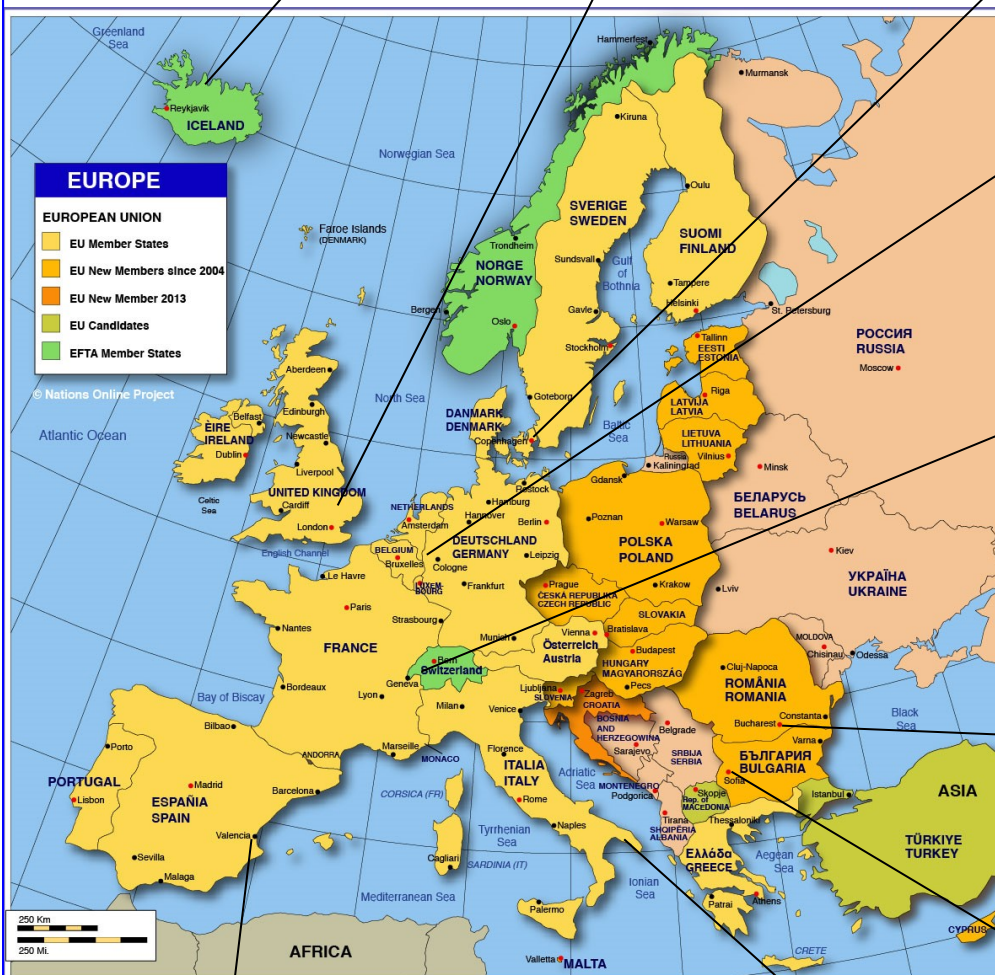 Greenland
Sea
Hammerfest
Murmansk
Reykjavik
ICELAND
Kiruna
Norwegian Sea
EUROPE
EUROPEAN UNION
EU Member States
EU New Members since 2004
EU New Member 2013
EU Candidates
EFTA Member States
© Nations Online Project
Faroe Islands
(DENMARK)
Oulu
SVERIGE
SWEDEN
SUOMI
FINLAND
Trondheim
NORGE
NORWAY
Sundsvall
Gulf
of
Bothnia
Tampere
Helsinki
St. Petersburg
Bergen
Oslo
Gavle
Stockholm
Tallinn
EESTI
ESTONIA
РОССИЯ
RUSSIA
Moscow
Aberdeen
North Sea
Goteborg
Riga
LATVIJA
LATVIA
Edinburgh
Belfast
DANMARK
DENMARK
Copenhagen
Baltic
Sea
LIETUVA
LITHUANIA
Vilnius
Atlantic Ocean
ÈIRE
IRELAND
Dublin
Newcastle
Liverpool
Russia
Kaliningrad
Minsk
Gdansk
БЕЛАРУСЬ
BELARUS
Celtic
Sea
UNITED KINGDOM
Cardiff
London
NETHERLANDS
Amsterdam
Rostock
Hamburg
Hannover
Berlin
Poznan
Warsaw
POLSKA
POLAND
English Channel
BELGIUM
Bruxelles
DEUTSCHLAND
GERMANY
Leipzig
Cologne
Kiev
Le Havre
LUXEM-
BOURG
Frankfurt
Prague
ČESKÁ REPUBLIKA
CZECH REPUBLIC
Krakow
Lviv
УКРАЇНА
UKRAINE
Paris
Strasbourg
SLOVAKIA
Nantes
FRANCE
Munich
Vienna
Bratislava
Österreich
Austria
Budapest
HUNGARY
MAGYARORSZÁG
MOLDOVA
Chisinau
Odessa
Bern
Switzerland
Geneva
Cluj-Napoca
ROMÂNIA
ROMANIA
Bay of Biscay
Bordeaux
Lyon
Milan
Venice
Ljubljana
SLOVENIA
Zagreb
CROATIA
Pecs
Constanta
Bucharest
Black
Sea
Bilbao
BOSNIA
AND
HERZEGOWINA
Sarajevo
Belgrade
SRBIJA
SERBIA
Varna
Porto
ANDORRA
Marseille
MONACO
Florence
ITALIA
ITALY
Adriatic
Sea
MONTENEGRO
Podgorica
БЪЛГАРИЯ
BULGARIA
Sofia
PORTUGAL
Lisbon
Madrid
ESPAÑIA
SPAIN
Barcelona
CORSICA (FR)
Rome
Skopje
Rep. of
MACEDONIA
Istanbul
ASIA
Tirana
SHQIPËRIA
ALBANIA
Thessaloniki
Valencia
Tyrrhenian
Sea
Naples
TÜRKIYE
TURKEY
Sevilla
Malaga
Cagliari
SARDINIA (IT)
Ελλάδα
GREECE
Aegean
Sea
Mediterranean Sea
Palermo
Ionian
Sea
Patrai
Athens
250 Km
250 Mi.
AFRICA
Valletta
MALTA
CRETE
CYPRUS